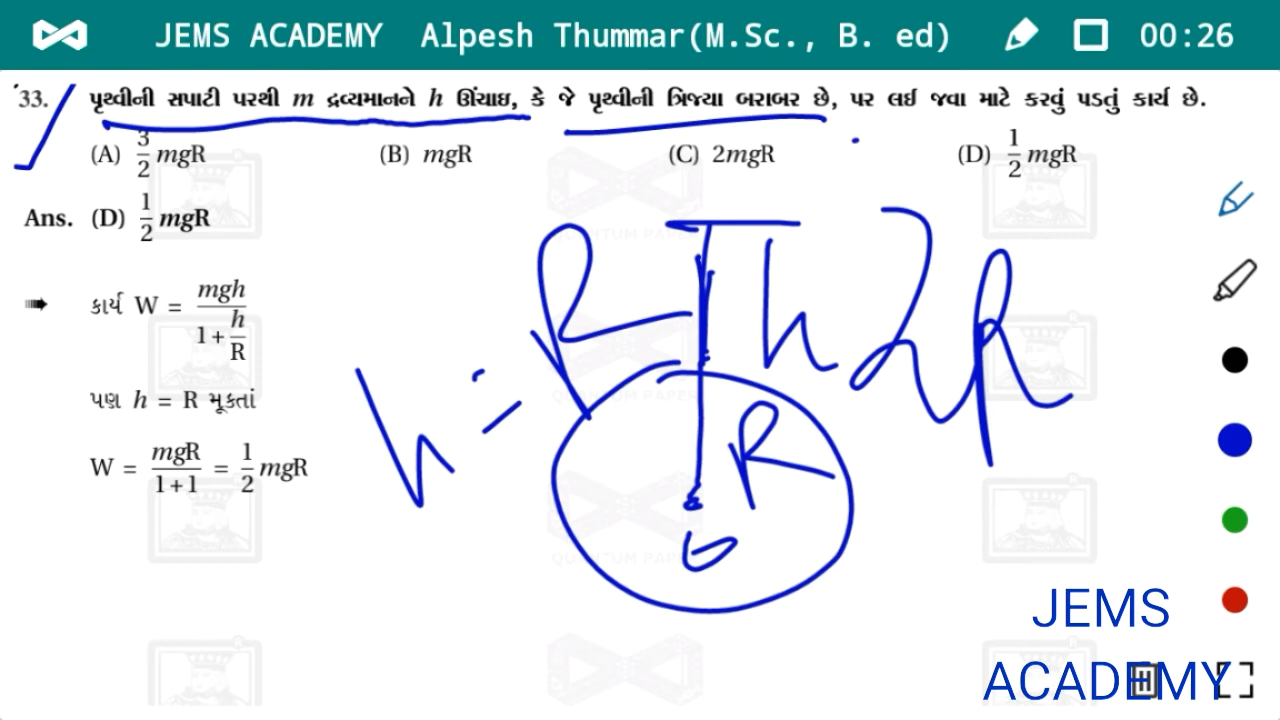 JEMS ACADEMY Alpesh Thummar(M.Sc., B. ed) 00:26
33. પૃથ્વીની સપાટી પરથી m દ્રવ્યમાનને h ઊંચાઇ, કે જે પૃથ્વીની ત્રિજ્યા બરાબર છે, પર લઈ જવા માટે કરવું પડતું કાર્ય છે.
(A) 3/2 mgR (B) mgR (C) 2mgR (D) 1/2 mgR
Ans. (D) 1/2 mgR
➠ કાર્ય W = mgh/(1 + h/R)
પણ h = R મૂકતાં
W = mgR/(1 + 1) = 1/2 mgR
h = R
h
2R
R
JEMS
ACADEMY